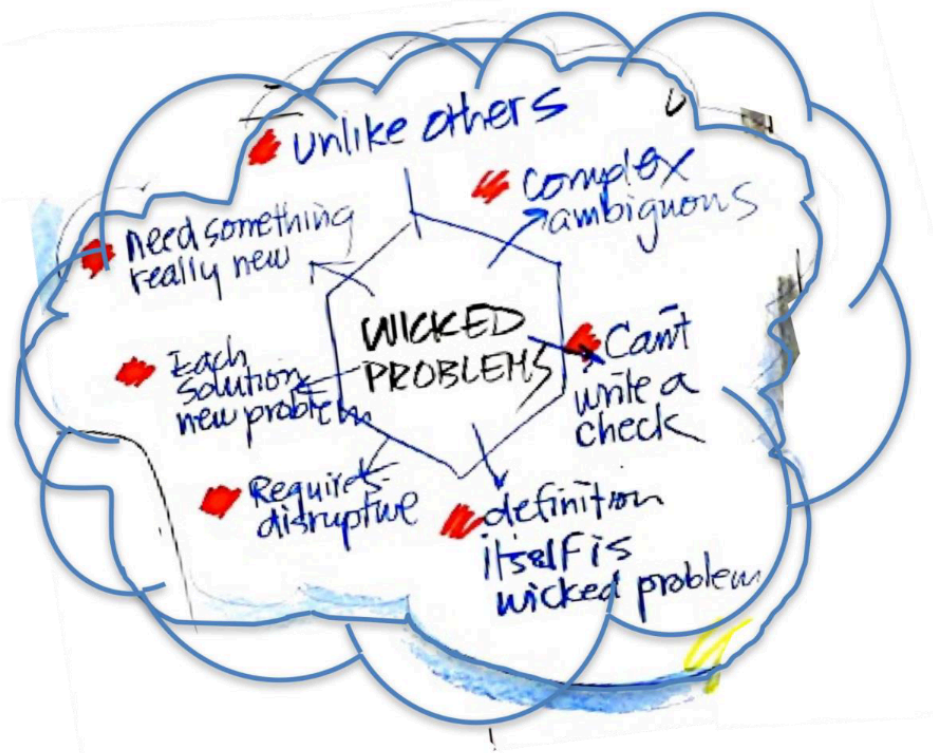 unlike others
complex
ambiguous
need something
really new
WICKED
PROBLEMS
Can't
write a
check
Each
solution
new problem
Requires
disruptive
definition
itself is
wicked problem